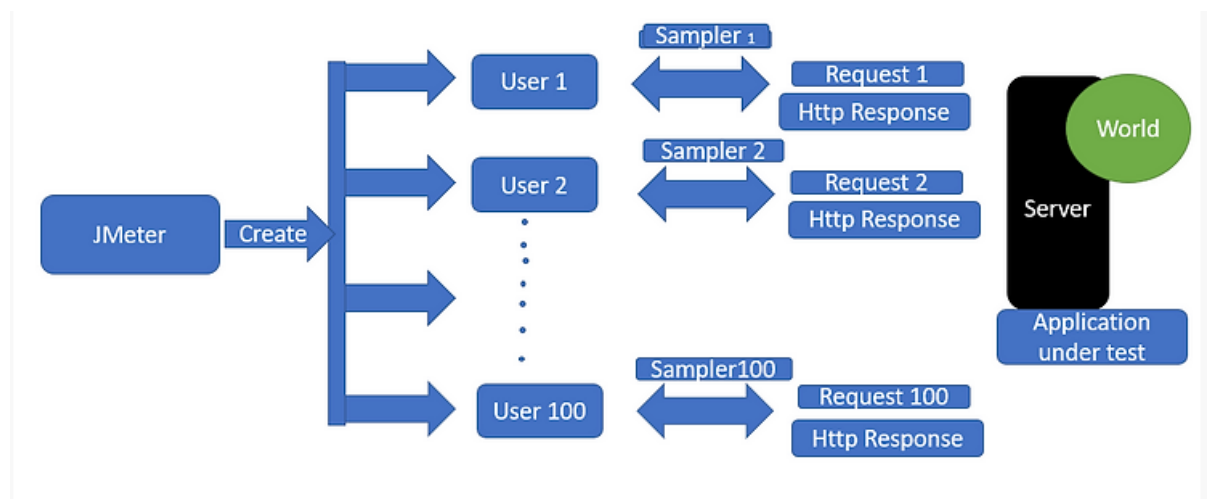 JMeter
Create
User 1
Sampler 1
Request 1
Http Response
User 2
Sampler 2
Request 2
Http Response
User 100
Sampler100
Request 100
Http Response
World
Server
Application
under test